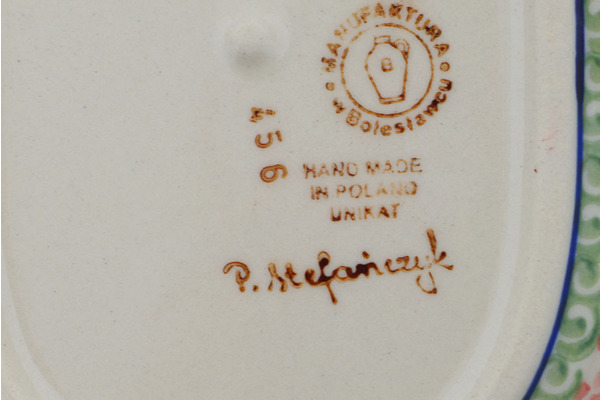 MANUFAKTURA
w Bolesławcu
B
456
HAND MADE
IN POLAND
UNIKAT
P. Stefańczyk